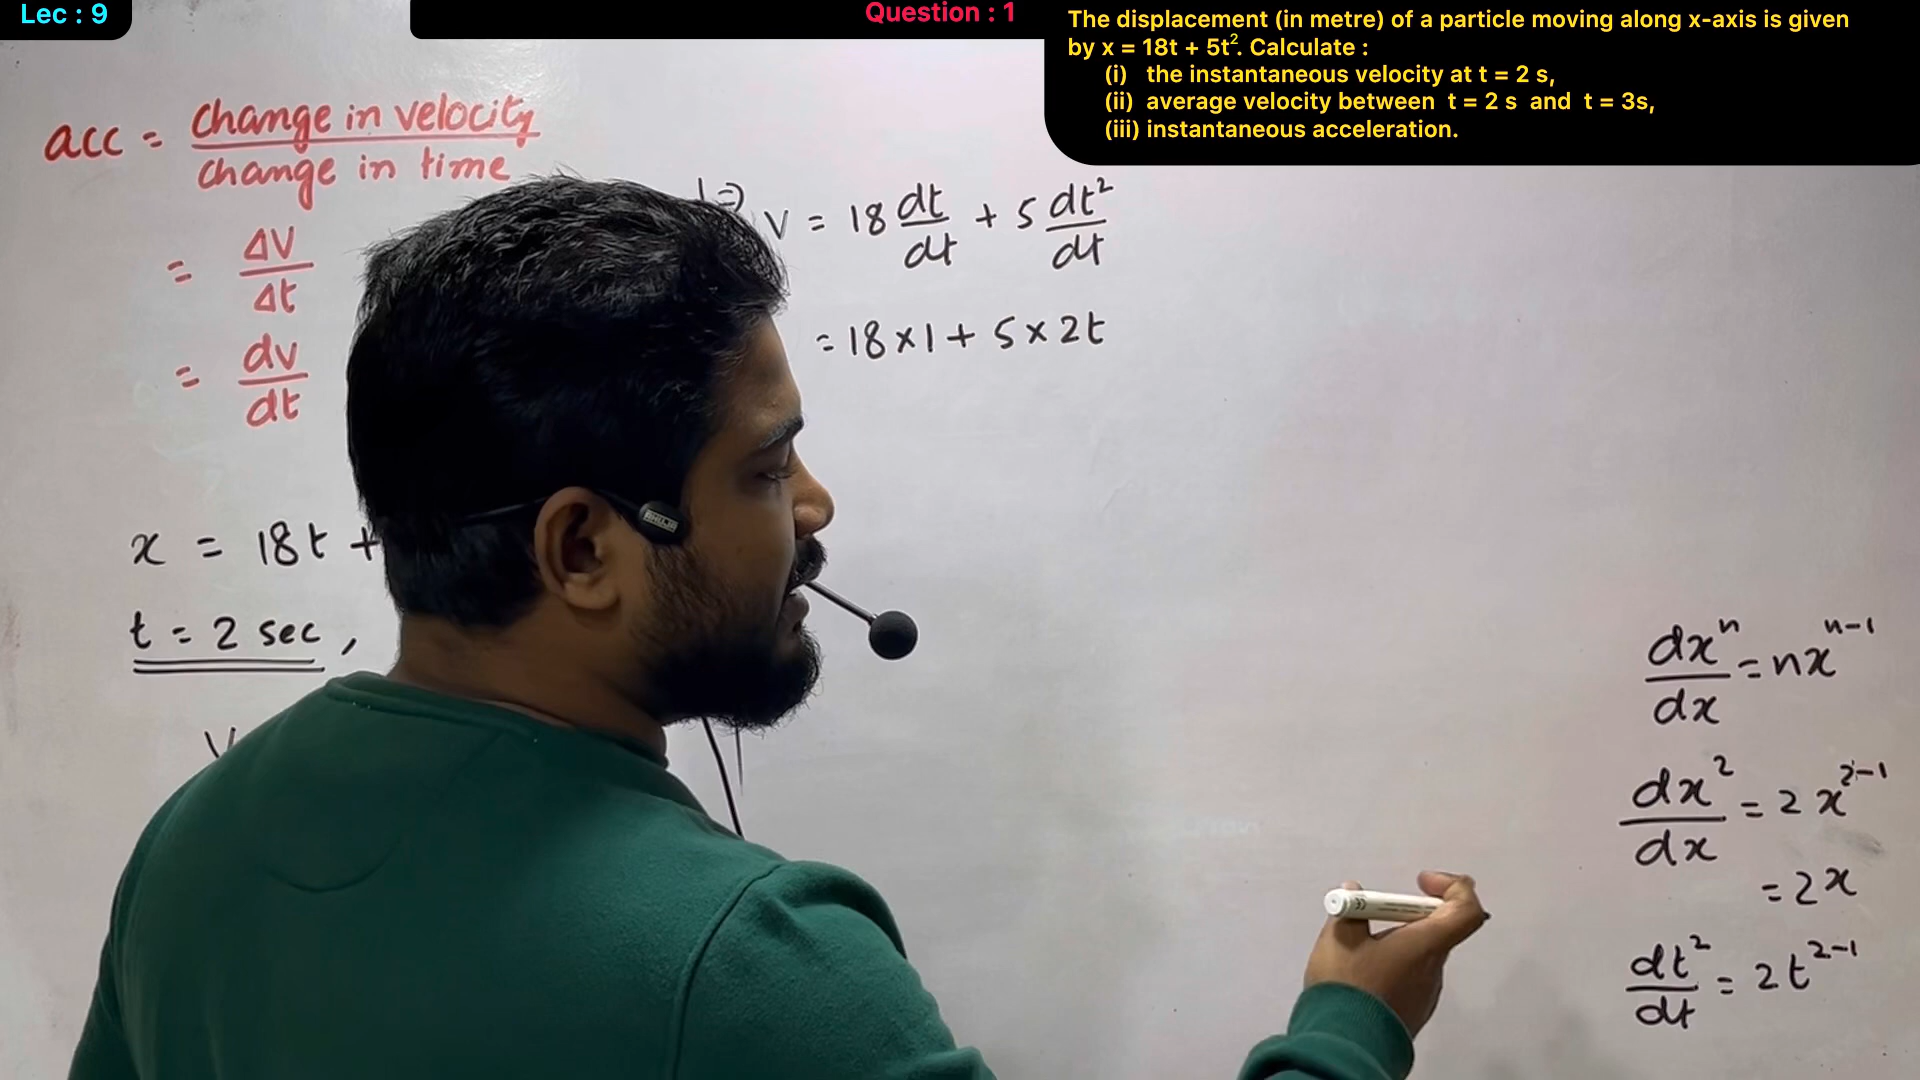 Lec : 9
Question : 1
The displacement (in metre) of a particle moving along x-axis is given
by x = 18t + 5t². Calculate :
(i) the instantaneous velocity at t = 2 s,
(ii) average velocity between t = 2 s and t = 3s,
(iii) instantaneous acceleration.
acc = change in velocity / change in time
= ΔV / Δt
= dv / dt
x = 18t +
t = 2 sec ,
V
⇒ V = 18 dt/dt + 5 dt²/dt
= 18 × 1 + 5 × 2t
dxⁿ/dx = nxⁿ⁻¹
dx²/dx = 2x²⁻¹
= 2x
dt²/dt = 2t²⁻¹
AHUJA